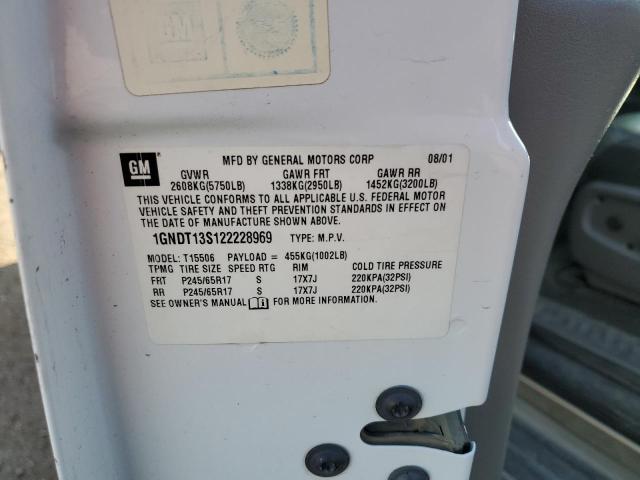 GM
GM
MFD BY GENERAL MOTORS CORP 08/01
GVWR GAWR FRT GAWR RR
2608KG(5750LB) 1338KG(2950LB) 1452KG(3200LB)
THIS VEHICLE CONFORMS TO ALL APPLICABLE U.S. FEDERAL MOTOR
VEHICLE SAFETY AND THEFT PREVENTION STANDARDS IN EFFECT ON
THE DATE OF MANUFACTURE SHOWN ABOVE.
1GNDT13S122228969 TYPE: M.P.V.
MODEL: T15506 PAYLOAD = 455KG(1002LB)
TPMG TIRE SIZE SPEED RTG RIM COLD TIRE PRESSURE
FRT P245/65R17 S 17X7J 220KPA(32PSI)
RR P245/65R17 S 17X7J 220KPA(32PSI)
SEE OWNER'S MANUAL FOR MORE INFORMATION.